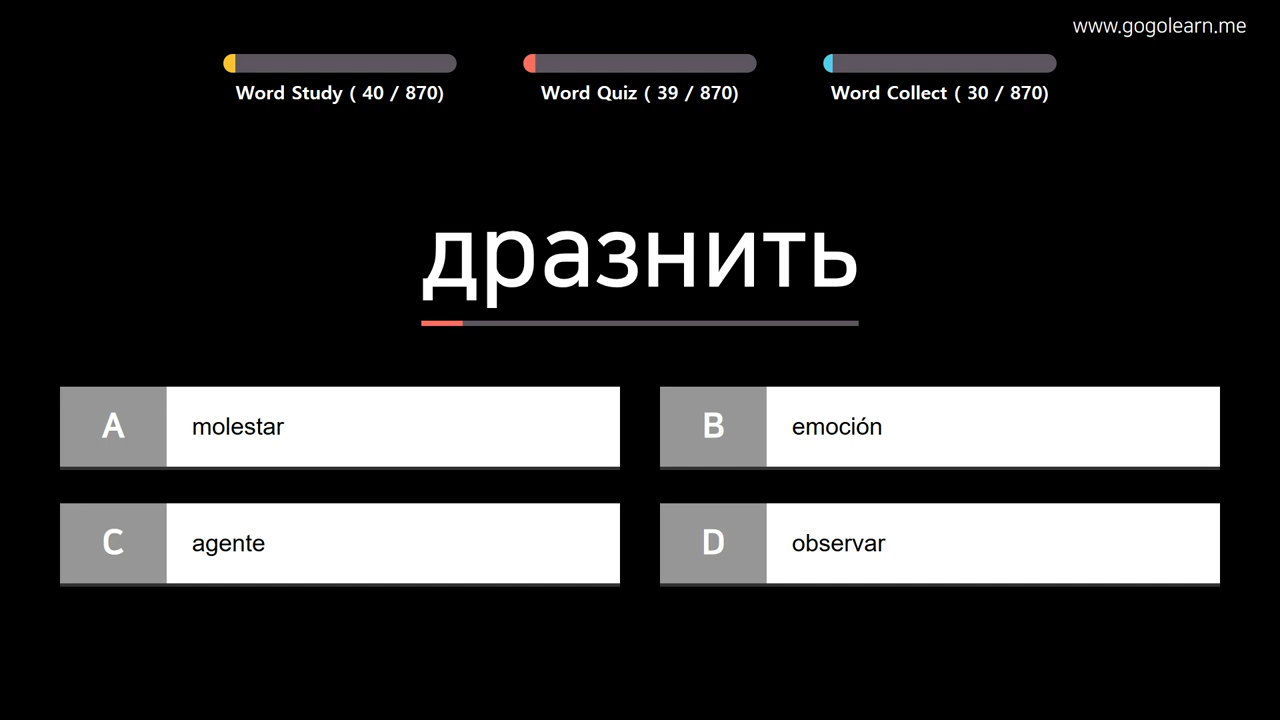 www.gogolearn.me
Word Study ( 40 / 870)
Word Quiz ( 39 / 870)
Word Collect ( 30 / 870)
дразнить
A molestar
B emoción
C agente
D observar